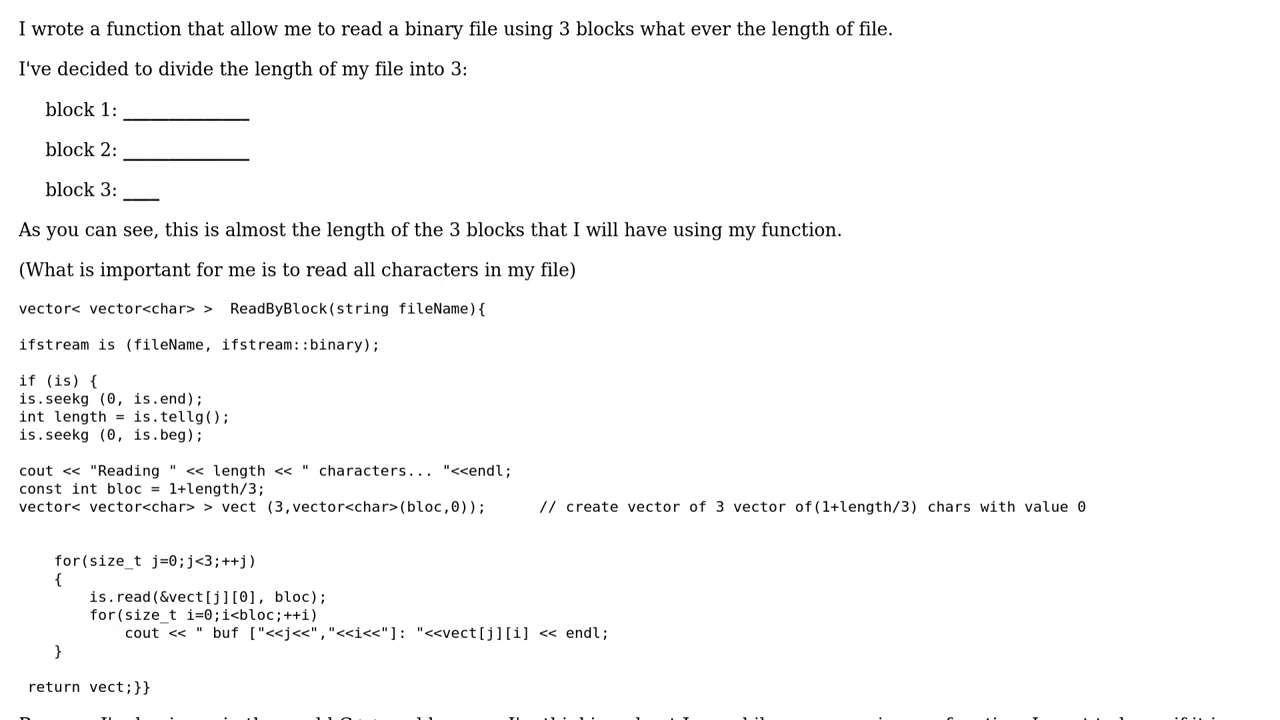 I wrote a function that allow me to read a binary file using 3 blocks what ever the length of file.
I've decided to divide the length of my file into 3:
block 1: ______________
block 2: ______________
block 3: ____
As you can see, this is almost the length of the 3 blocks that I will have using my function.
(What is important for me is to read all characters in my file)
vector< vector<char> >  ReadByBlock(string fileName){
ifstream is (fileName, ifstream::binary);
if (is) {
is.seekg (0, is.end);
int length = is.tellg();
is.seekg (0, is.beg);
cout << "Reading " << length << " characters... "<<endl;
const int bloc = 1+length/3;
vector< vector<char> > vect (3,vector<char>(bloc,0));      // create vector of 3 vector of(1+length/3) chars with value 0
    for(size_t j=0;j<3;++j)
    {
        is.read(&vect[j][0], bloc);
        for(size_t i=0;i<bloc;++i)
            cout << " buf ["<<j<<","<<i<<"]: "<<vect[j][i] << endl;
    }
 return vect;}}